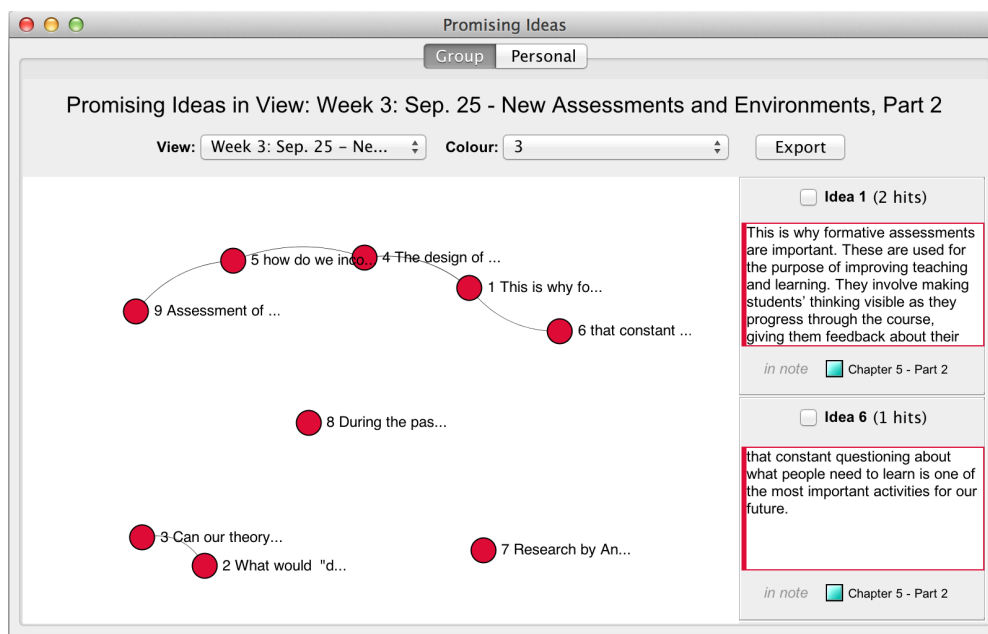 Promising Ideas
Group Personal
Promising Ideas in View: Week 3: Sep. 25 - New Assessments and Environments, Part 2
View: Week 3: Sep. 25 – Ne... Colour: 3 Export
5 how do we inco...
4 The design of ...
1 This is why fo...
9 Assessment of ...
6 that constant ...
8 During the pas...
3 Can our theory...
2 What would "d...
7 Research by An...
Idea 1 (2 hits)
This is why formative assessments
are important. These are used for
the purpose of improving teaching
and learning. They involve making
students' thinking visible as they
progress through the course,
giving them feedback about their
in note Chapter 5 - Part 2
Idea 6 (1 hits)
that constant questioning about
what people need to learn is one of
the most important activities for our
future.
in note Chapter 5 - Part 2